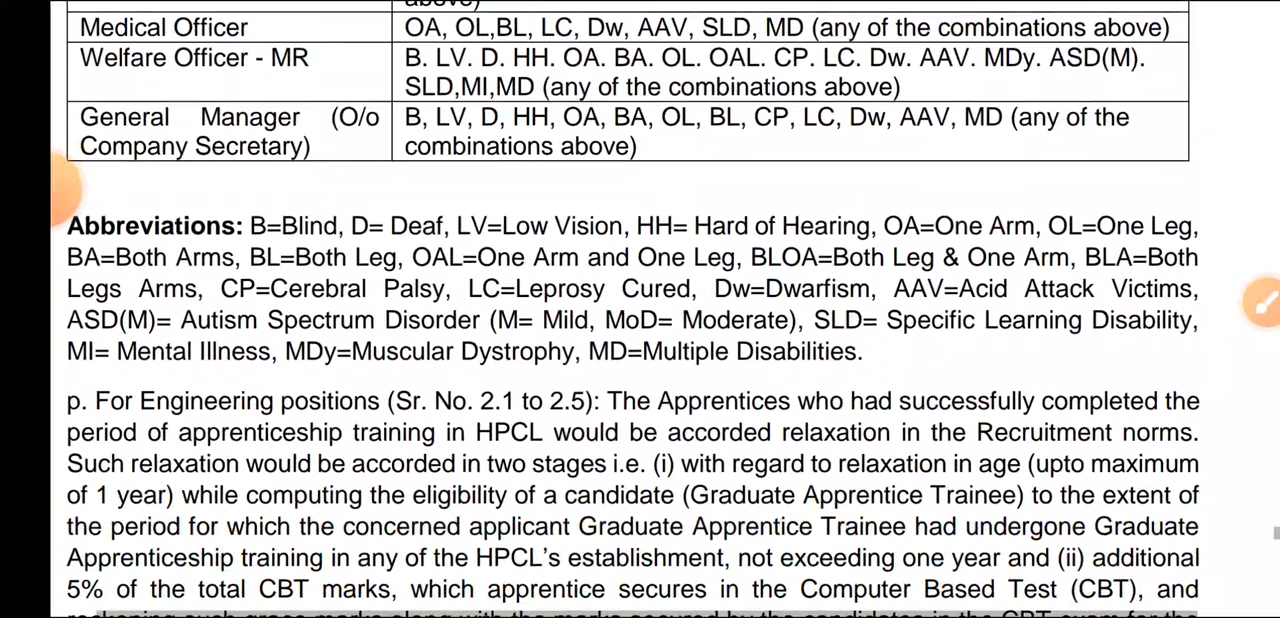 above)
Medical Officer OA, OL,BL, LC, Dw, AAV, SLD, MD (any of the combinations above)
Welfare Officer - MR B. LV. D. HH. OA. BA. OL. OAL. CP. LC. Dw. AAV. MDy. ASD(M).
SLD,MI,MD (any of the combinations above)
General Manager (O/o B, LV, D, HH, OA, BA, OL, BL, CP, LC, Dw, AAV, MD (any of the
Company Secretary) combinations above)
Abbreviations: B=Blind, D= Deaf, LV=Low Vision, HH= Hard of Hearing, OA=One Arm, OL=One Leg,
BA=Both Arms, BL=Both Leg, OAL=One Arm and One Leg, BLOA=Both Leg & One Arm, BLA=Both
Legs Arms, CP=Cerebral Palsy, LC=Leprosy Cured, Dw=Dwarfism, AAV=Acid Attack Victims,
ASD(M)= Autism Spectrum Disorder (M= Mild, MoD= Moderate), SLD= Specific Learning Disability,
MI= Mental Illness, MDy=Muscular Dystrophy, MD=Multiple Disabilities.
p. For Engineering positions (Sr. No. 2.1 to 2.5): The Apprentices who had successfully completed the
period of apprenticeship training in HPCL would be accorded relaxation in the Recruitment norms.
Such relaxation would be accorded in two stages i.e. (i) with regard to relaxation in age (upto maximum
of 1 year) while computing the eligibility of a candidate (Graduate Apprentice Trainee) to the extent of
the period for which the concerned applicant Graduate Apprentice Trainee had undergone Graduate
Apprenticeship training in any of the HPCL's establishment, not exceeding one year and (ii) additional
5% of the total CBT marks, which apprentice secures in the Computer Based Test (CBT), and